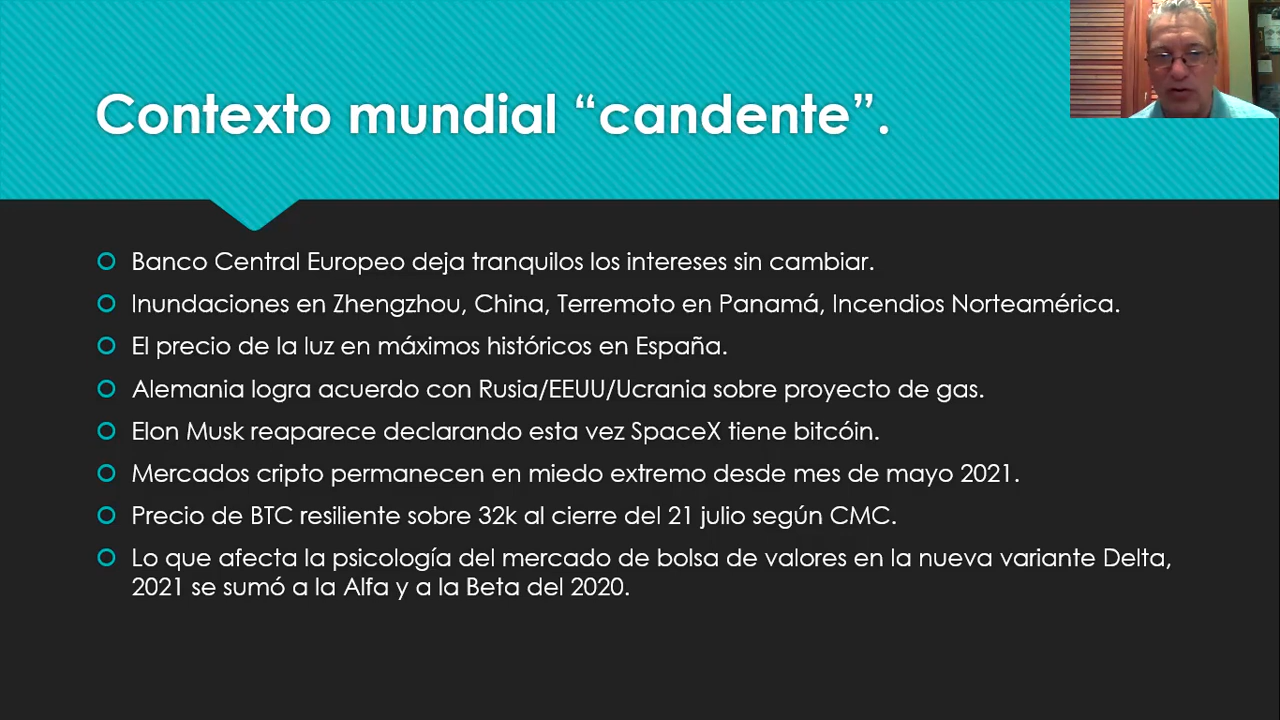 Contexto mundial “candente”.
Banco Central Europeo deja tranquilos los intereses sin cambiar.
Inundaciones en Zhengzhou, China, Terremoto en Panamá, Incendios Norteamérica.
El precio de la luz en máximos históricos en España.
Alemania logra acuerdo con Rusia/EEUU/Ucrania sobre proyecto de gas.
Elon Musk reaparece declarando esta vez SpaceX tiene bitcóin.
Mercados cripto permanecen en miedo extremo desde mes de mayo 2021.
Precio de BTC resiliente sobre 32k al cierre del 21 julio según CMC.
Lo que afecta la psicología del mercado de bolsa de valores en la nueva variante Delta,
2021 se sumó a la Alfa y a la Beta del 2020.